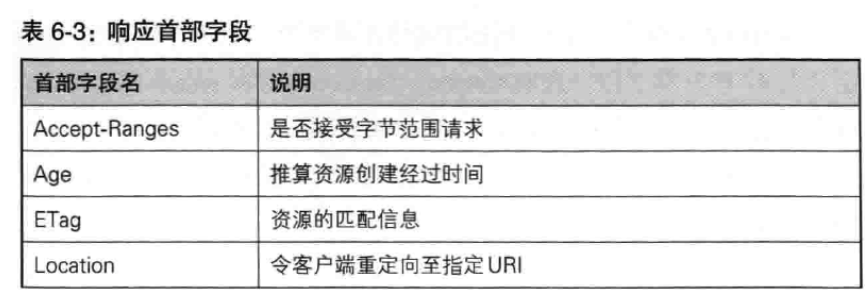 表 6-3：响应首部字段
首部字段名 说明
Accept-Ranges 是否接受字节范围请求
Age 推算资源创建经过时间
ETag 资源的匹配信息
Location 令客户端重定向至指定URI